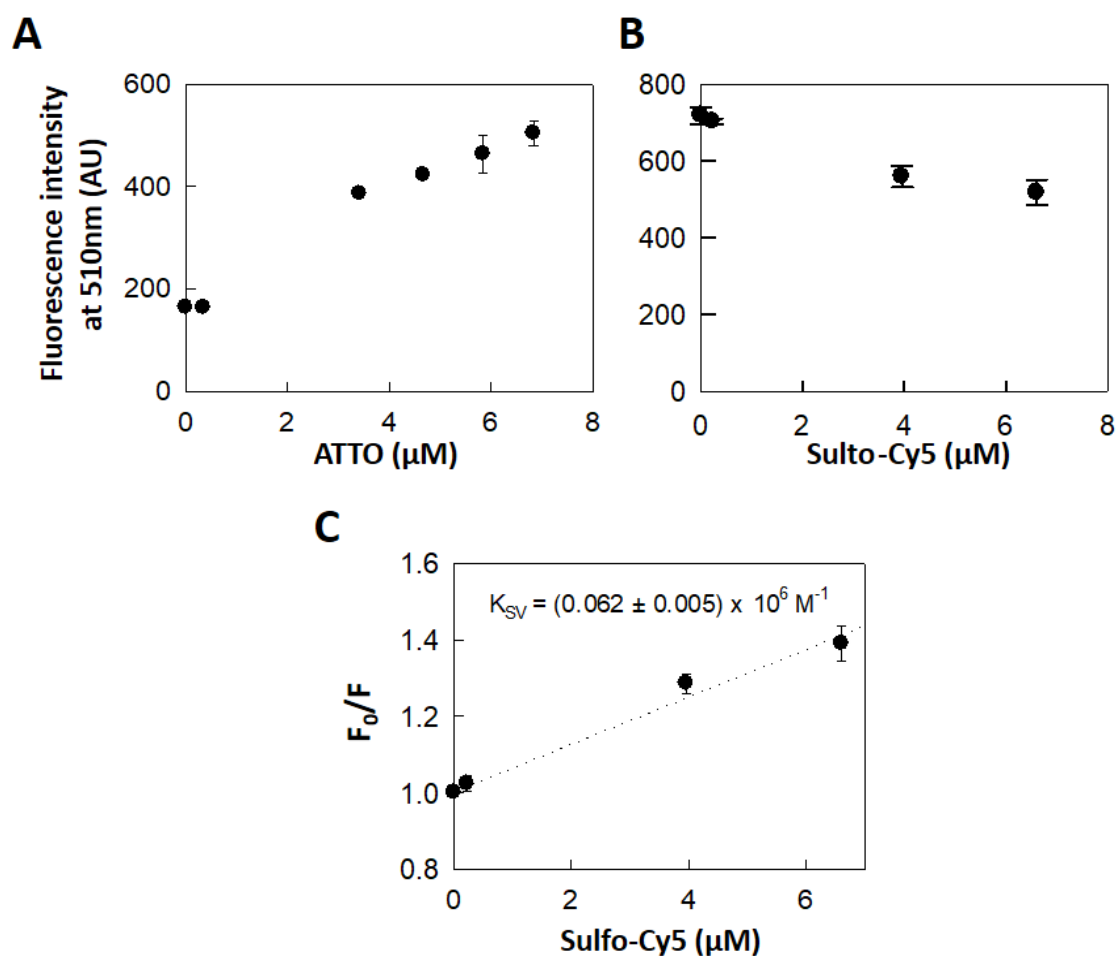 A
B
Fluorescence intensity
at 510nm (AU)
600
400
200
0
0 2 4 6 8
ATTO (µM)
800
600
400
200
0
0 2 4 6 8
Sulto-Cy5 (µM)
C
1.6
1.4
1.2
1.0
0.8
F0/F
KSV = (0.062 ± 0.005) x 10⁶ M⁻¹
0 2 4 6
Sulfo-Cy5 (µM)